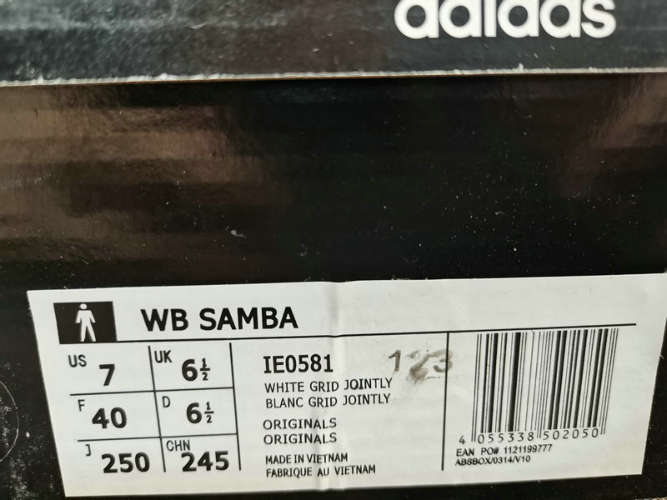 adidas
WB SAMBA
US 7 UK 6½
F 40 D 6½
J 250 CHN 245
IE0581
123
WHITE GRID JOINTLY
BLANC GRID JOINTLY
ORIGINALS
ORIGINALS
MADE IN VIETNAM
FABRIQUE AU VIETNAM
4 055338 502050
EAN PO# 1121199777
ABSBOX/0314/V10